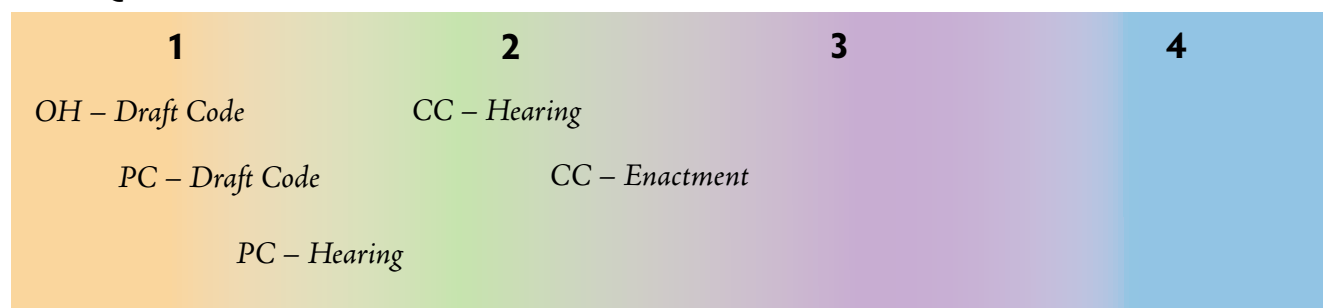 1 2 3 4
OH – Draft Code CC – Hearing
PC – Draft Code CC – Enactment
PC – Hearing